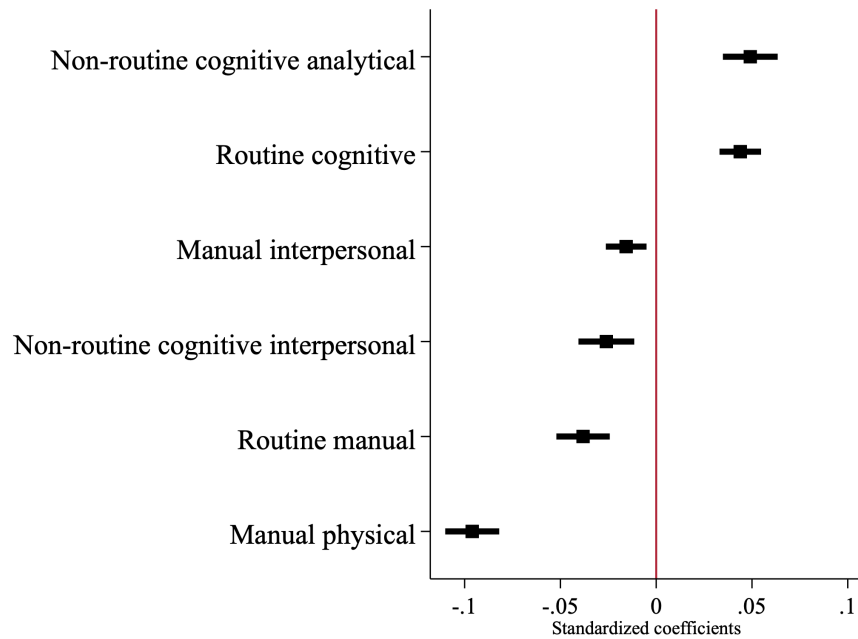 Non-routine cognitive analytical
Routine cognitive
Manual interpersonal
Non-routine cognitive interpersonal
Routine manual
Manual physical
-.1 -.05 0 .05 .1
Standardized coefficients